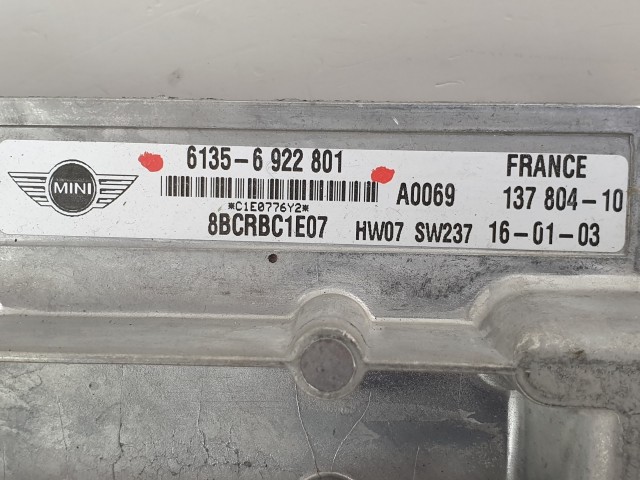 MINI
6135-6 922 801
FRANCE
A0069
137 804-10
*C1E0776Y2*
8BCRBC1E07
HW07 SW237
16-01-03